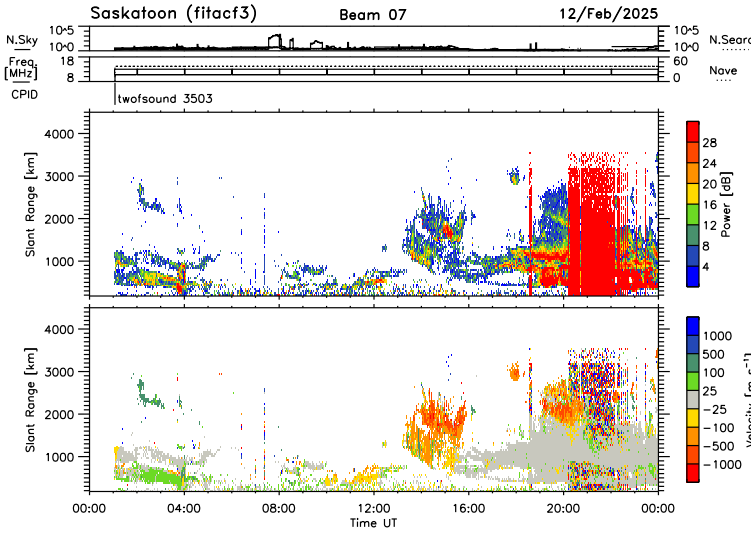 Saskatoon (fitacf3) Beam 07 12/Feb/2025
N.Sky 10^5 10^0 10^5 10^0 N.Sear
Freq. [MHz] 18 8 60 0 Nave
CPID twofsound 3503
Slant Range [km] 4000 3000 2000 1000
28 24 20 16 12 8 4 Power [dB]
Slant Range [km] 4000 3000 2000 1000
1000 500 100 25 -25 -100 -500 -1000 Velocity [m s^-1]
00:00 04:00 08:00 12:00 16:00 20:00 00:00
Time UT